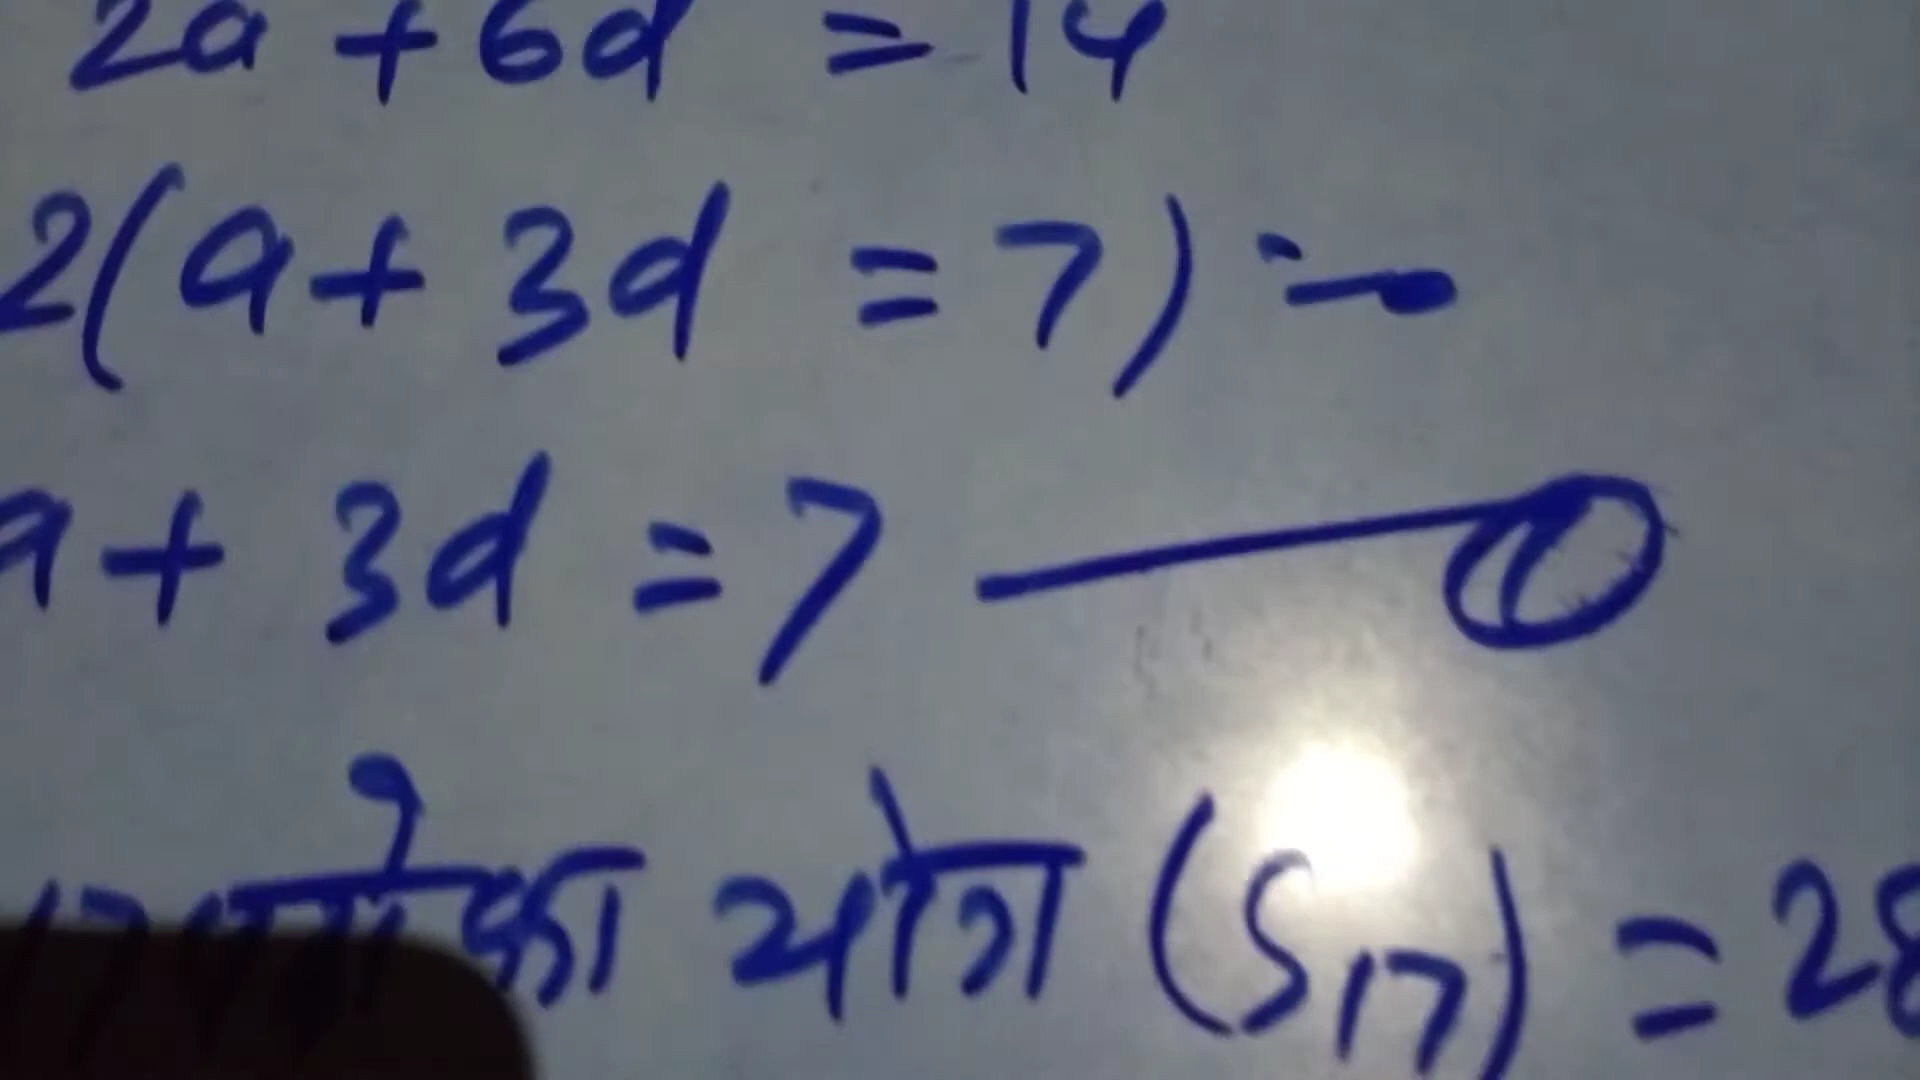 2a + 6d = 14
2(a + 3d = 7)
a + 3d = 7 — ①
का योग (S17) = 28